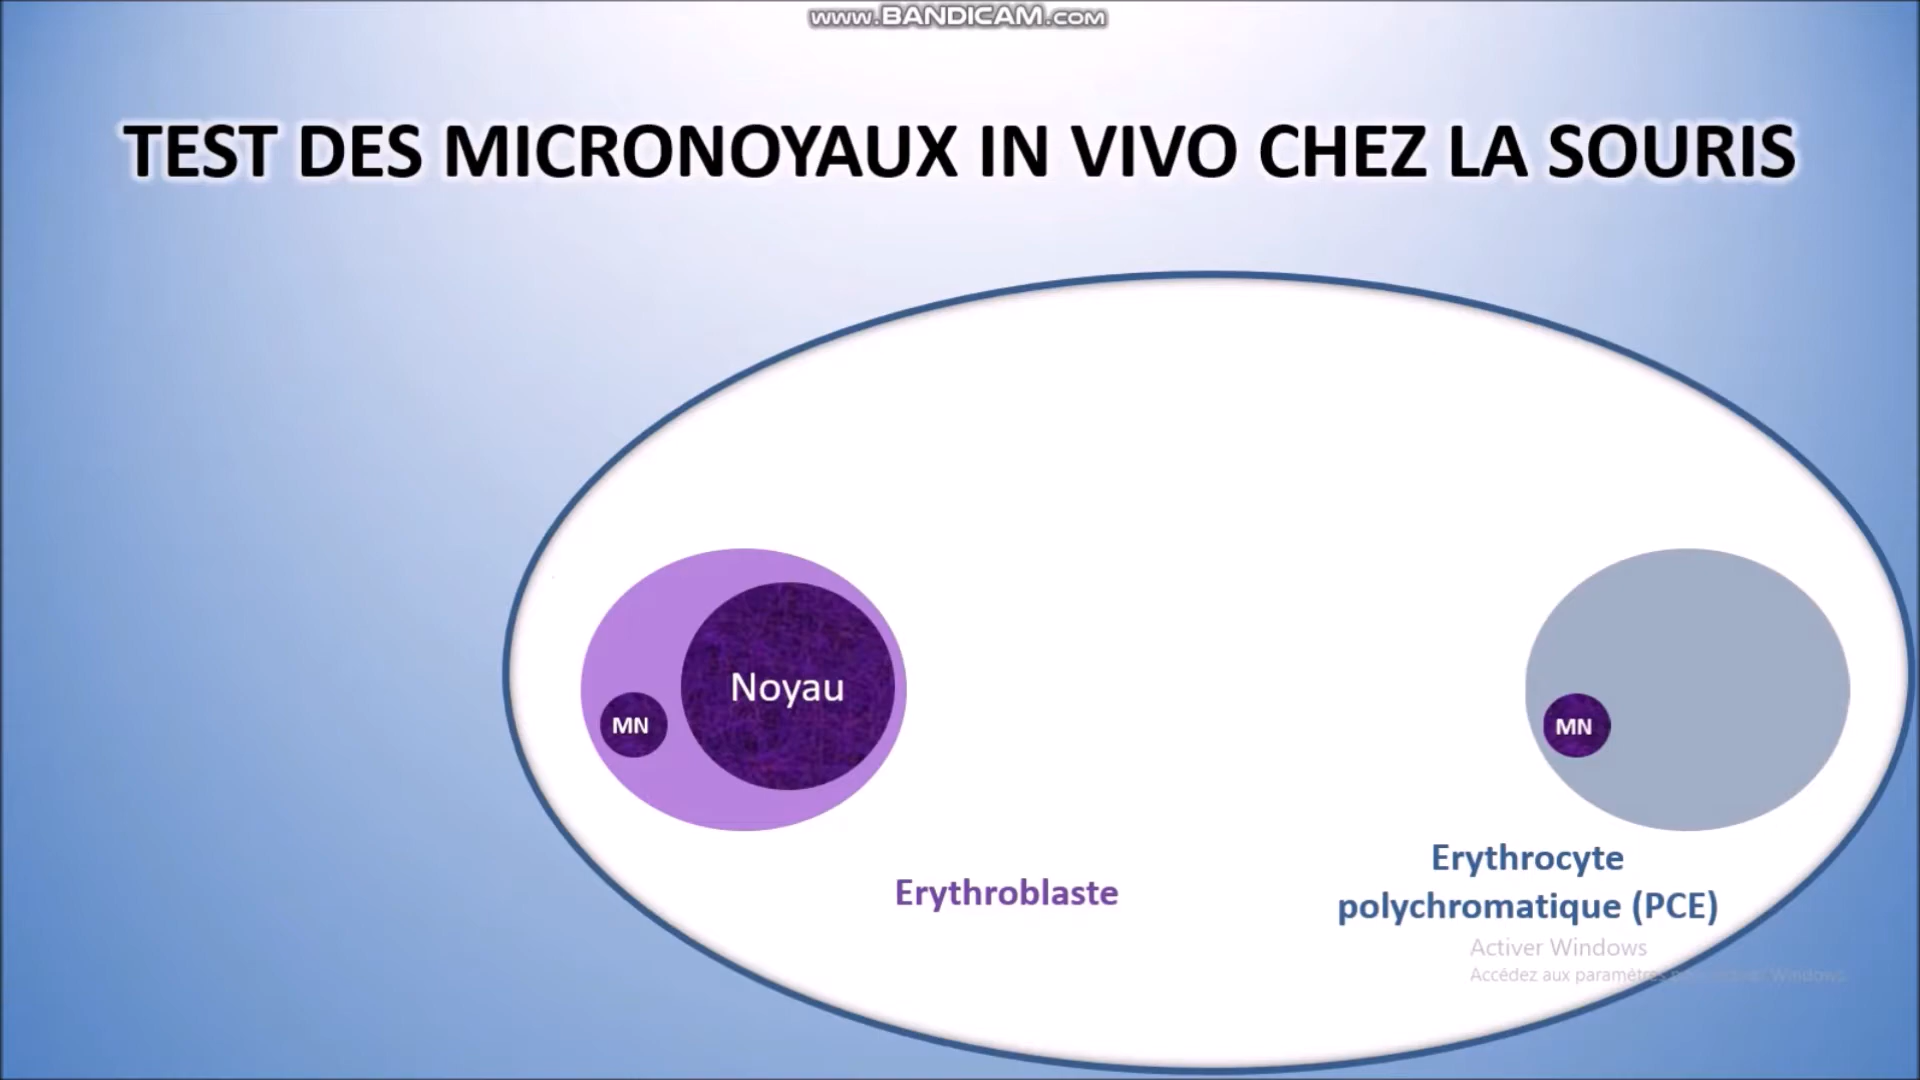 www.BANDICAM.com
TEST DES MICRONOYAUX IN VIVO CHEZ LA SOURIS
Noyau
MN
MN
Erythroblaste
Erythrocyte
polychromatique (PCE)
Activer Windows
Accédez aux paramètres Windows